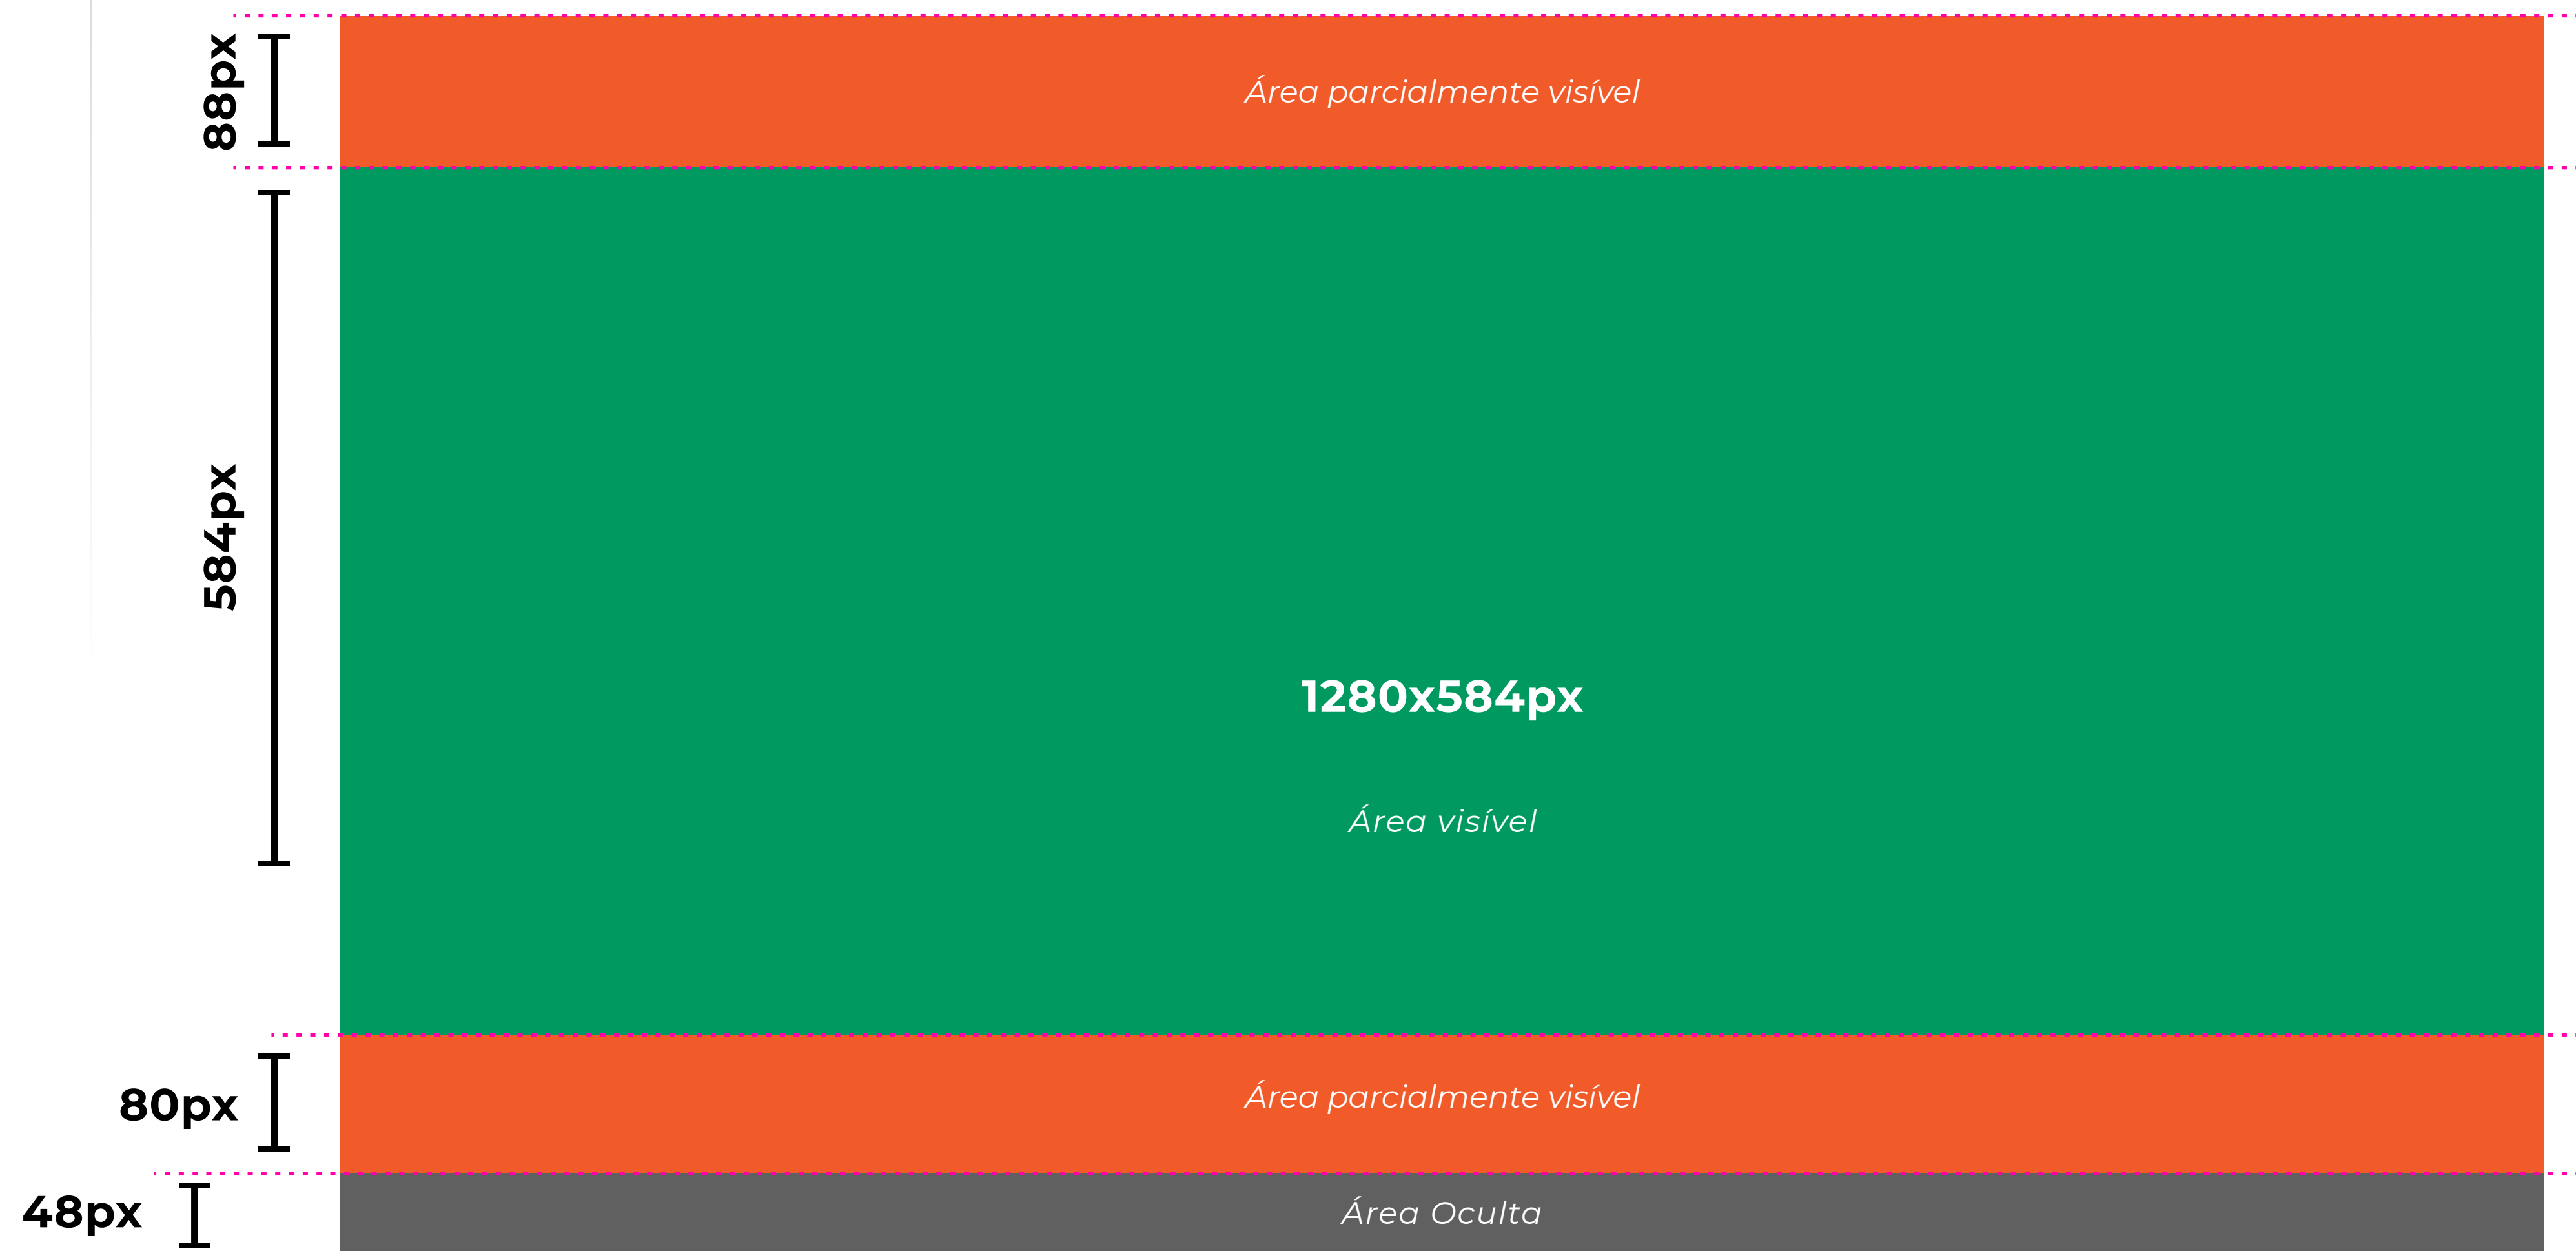 88px
Área parcialmente visível
584px
1280x584px
Área visível
80px
Área parcialmente visível
48px
Área Oculta